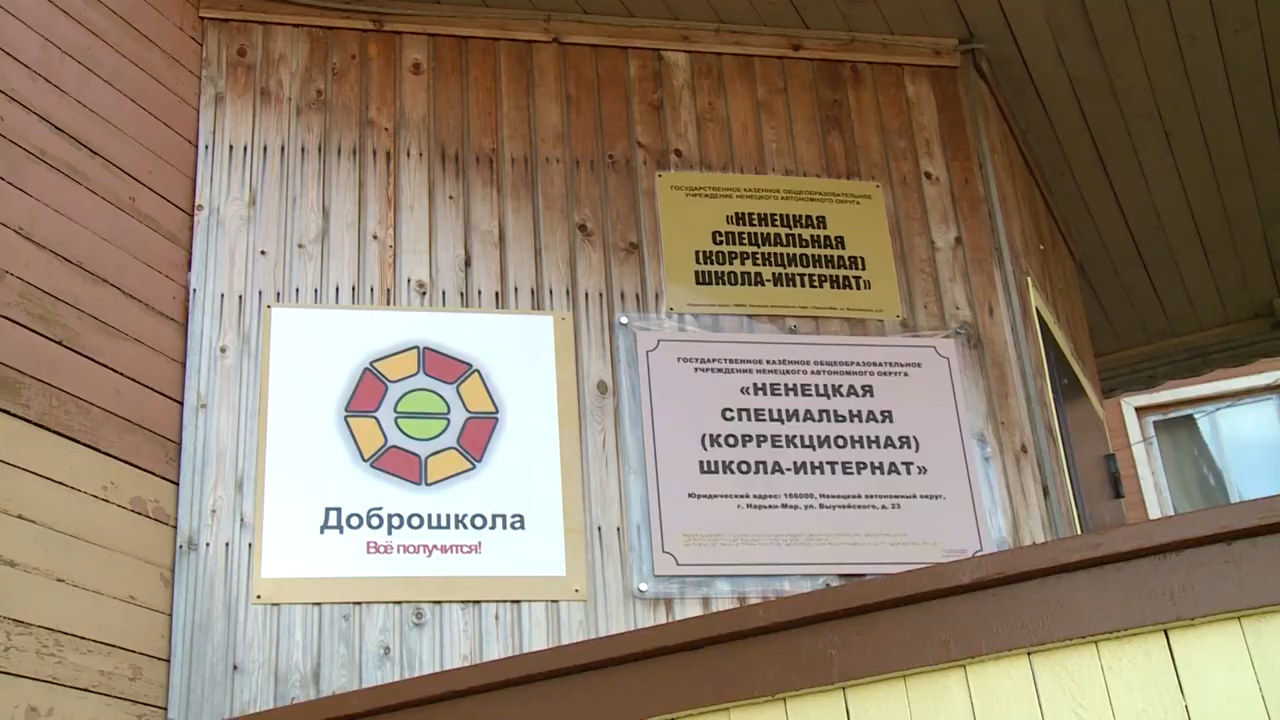 ГОСУДАРСТВЕННОЕ КАЗЕННОЕ ОБЩЕОБРАЗОВАТЕЛЬНОЕ
УЧРЕЖДЕНИЕ НЕНЕЦКОГО АВТОНОМНОГО ОКРУГА
«НЕНЕЦКАЯ
СПЕЦИАЛЬНАЯ
(КОРРЕКЦИОННАЯ)
ШКОЛА-ИНТЕРНАТ»
ГОСУДАРСТВЕННОЕ КАЗЁННОЕ ОБЩЕОБРАЗОВАТЕЛЬНОЕ
УЧРЕЖДЕНИЕ НЕНЕЦКОГО АВТОНОМНОГО ОКРУГА
«НЕНЕЦКАЯ
СПЕЦИАЛЬНАЯ
(КОРРЕКЦИОННАЯ)
ШКОЛА-ИНТЕРНАТ»
Юридический адрес: 166000, Ненецкий автономный округ,
г. Нарьян-Мар, ул. Выучейского, д. 23
Доброшкола
Всё получится!